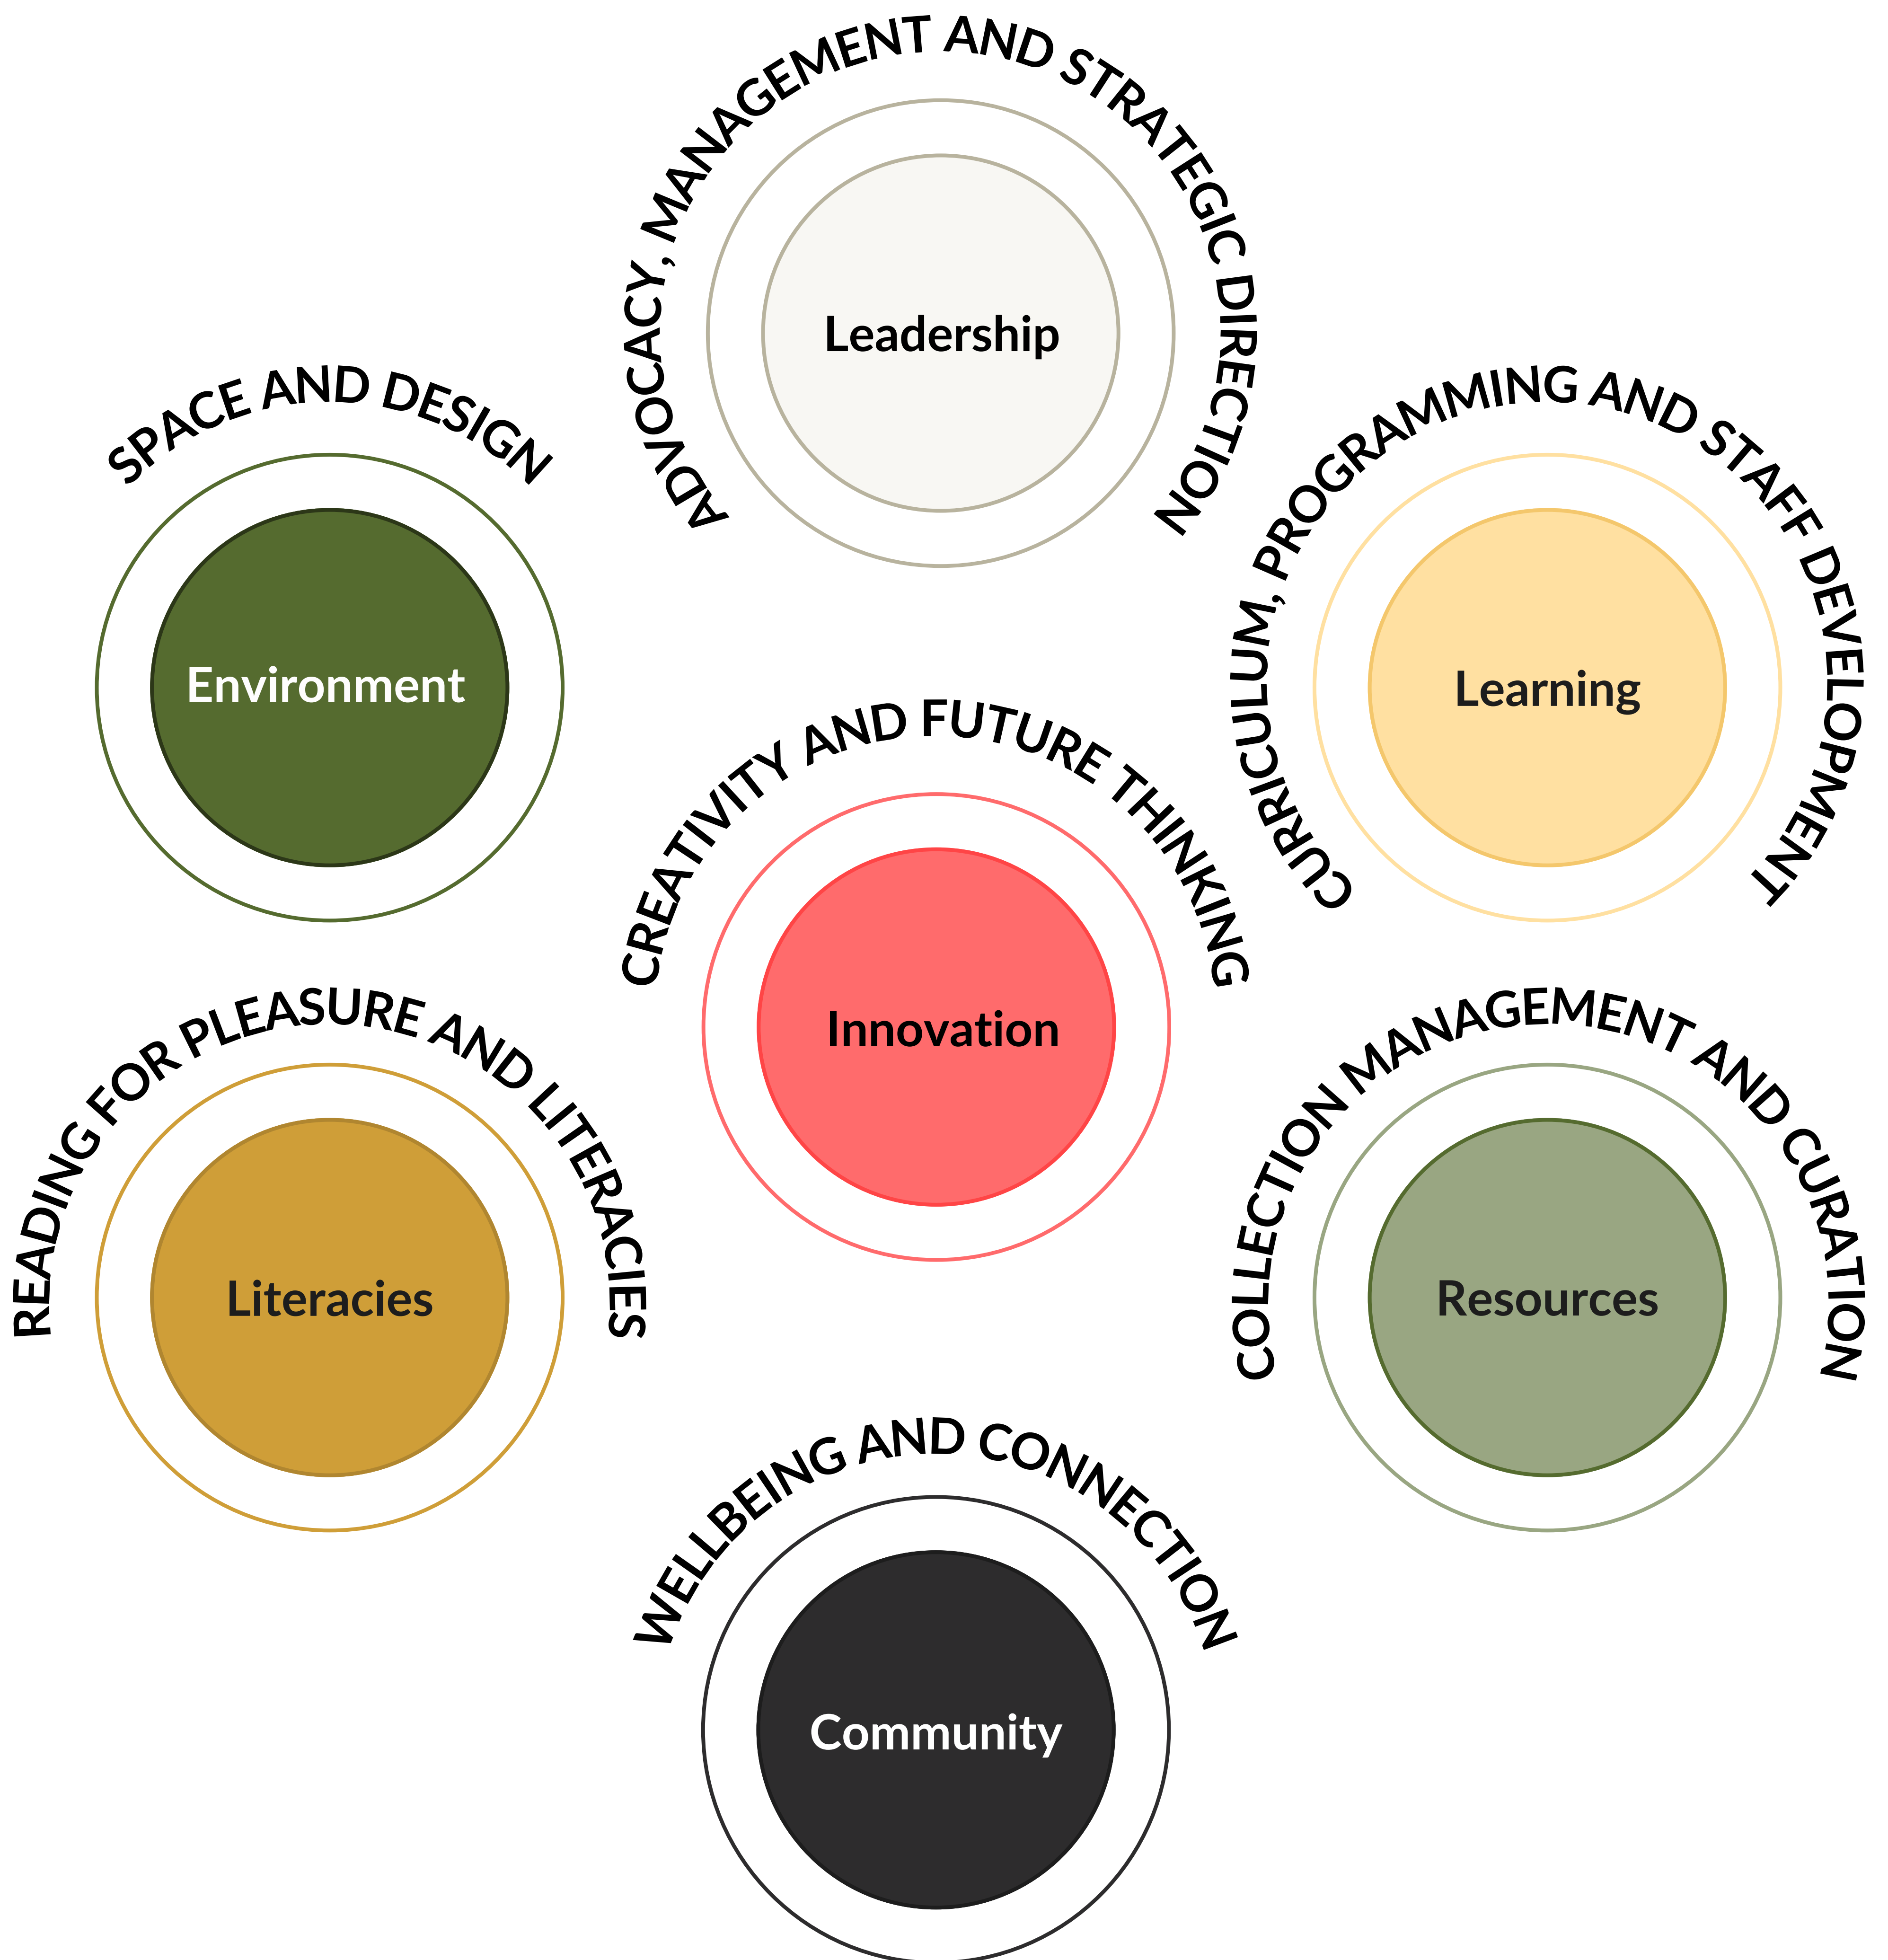 ADVOCACY, MANAGEMENT AND STRATEGIC DIRECTION
Leadership
SPACE AND DESIGN
Environment
CURRICULIUM, PROGRAMMING AND STAFF DEVELOPMENT
Learning
CREATIVITY AND FUTURE THINKING
Innovation
READING FOR PLEASURE AND LITERACIES
Literacies
COLLECTION MANAGEMENT AND CURATION
Resources
WELLBEING AND CONNECTION
Community